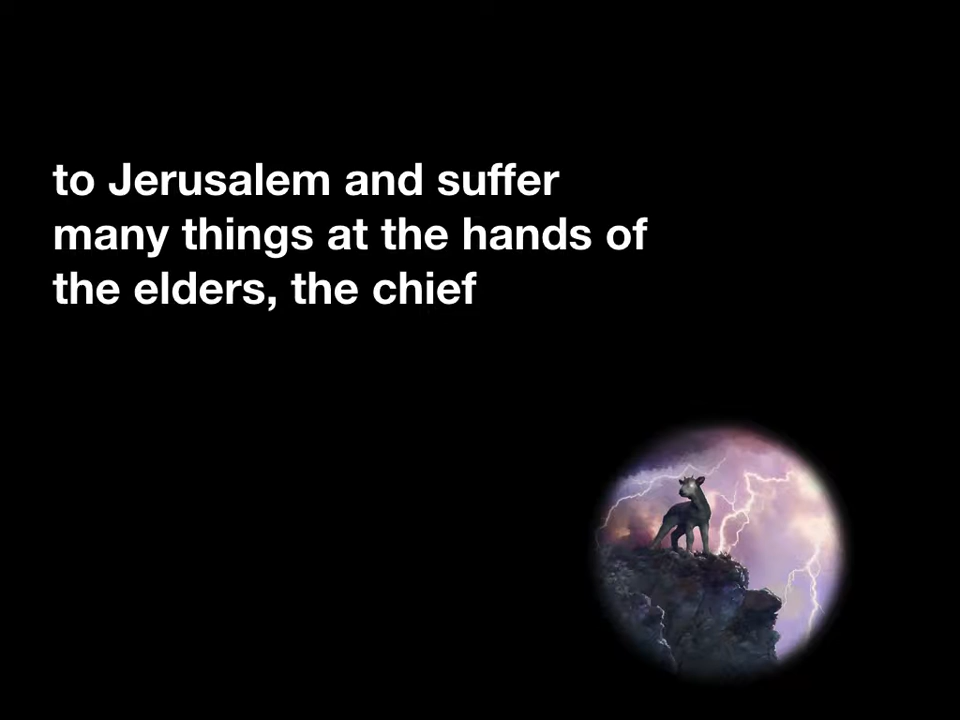 to Jerusalem and suffer
many things at the hands of
the elders, the chief